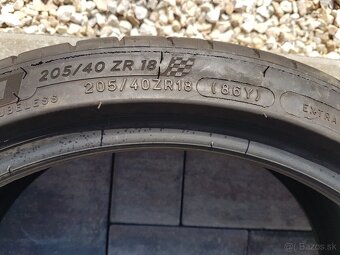 205/40 ZR 18
UBELESS
205/40ZR18 (86Y)
EXTRA
Bazos.sk